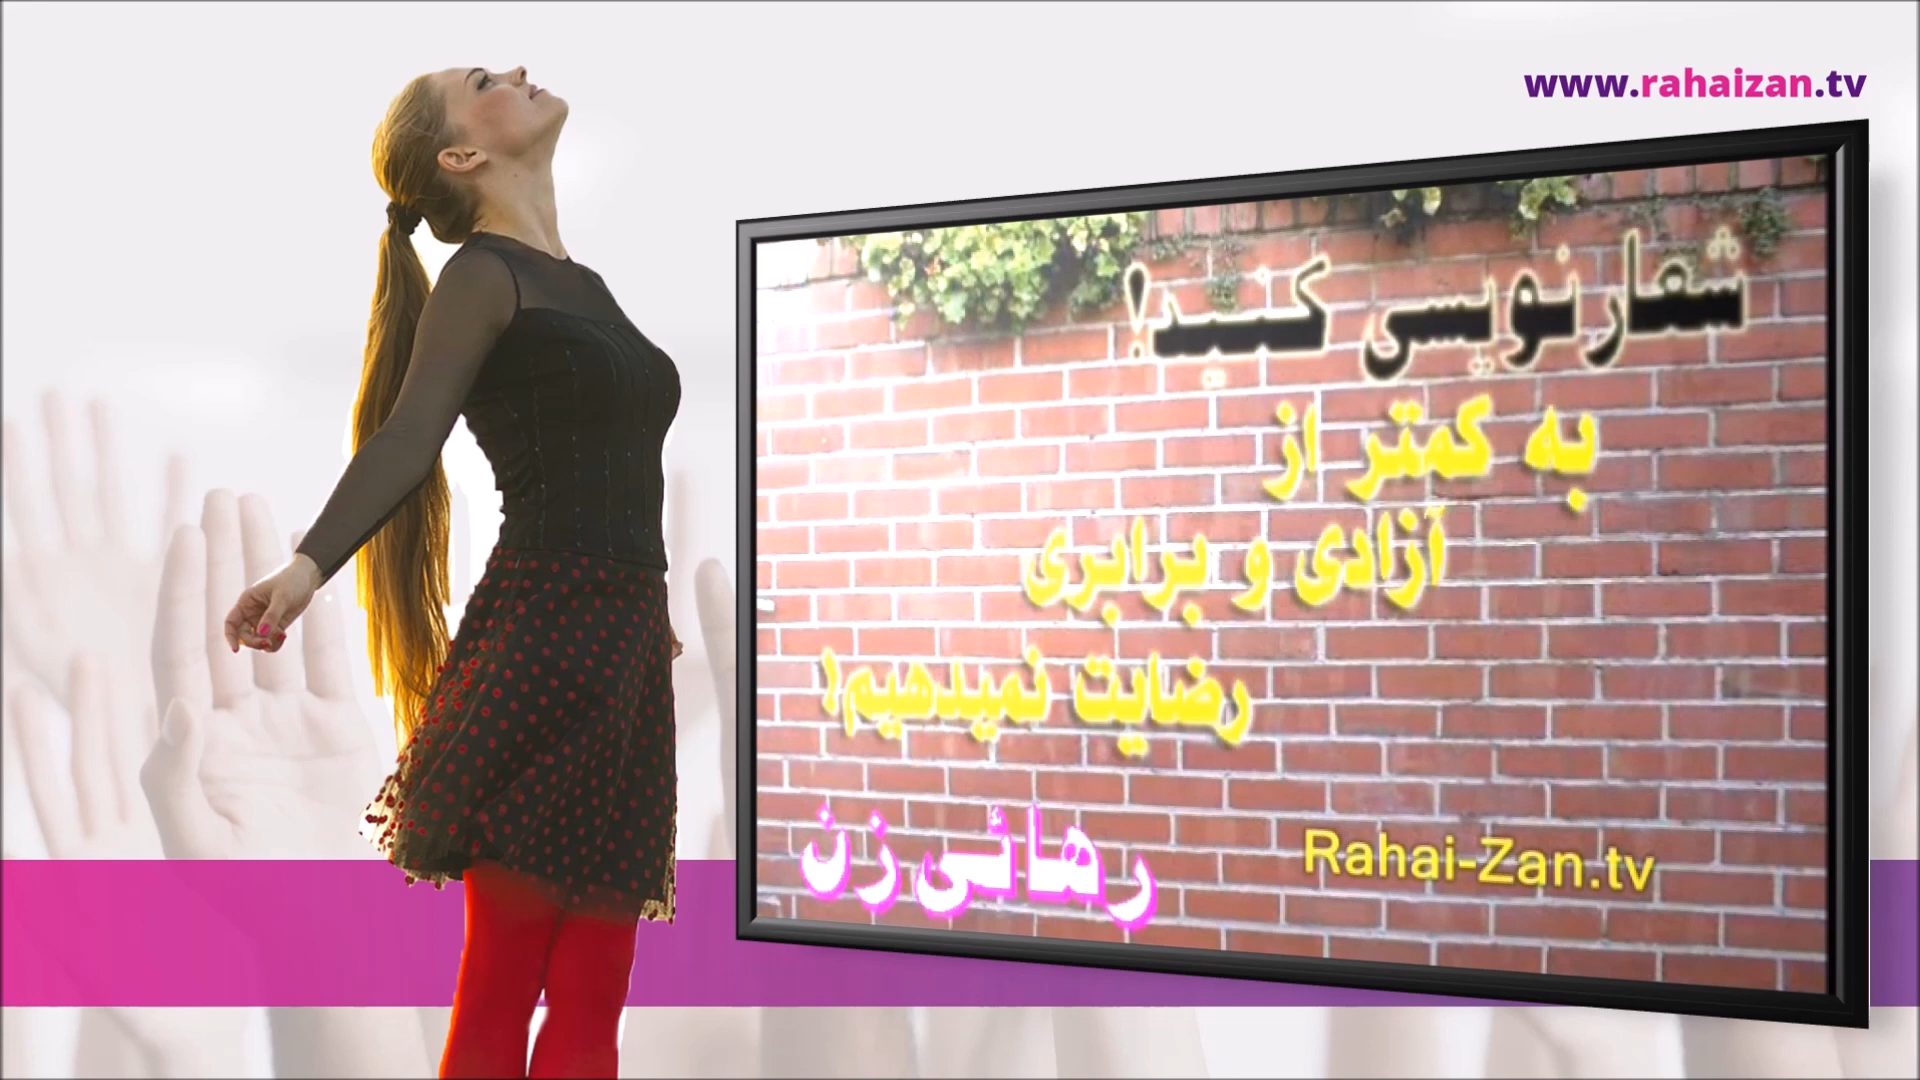 www.rahaizan.tv
شعارنویسی کنید!
به کمتر از
آزادی و برابری
رضایت نمیدهیم!
رهائی زن
Rahai-Zan.tv